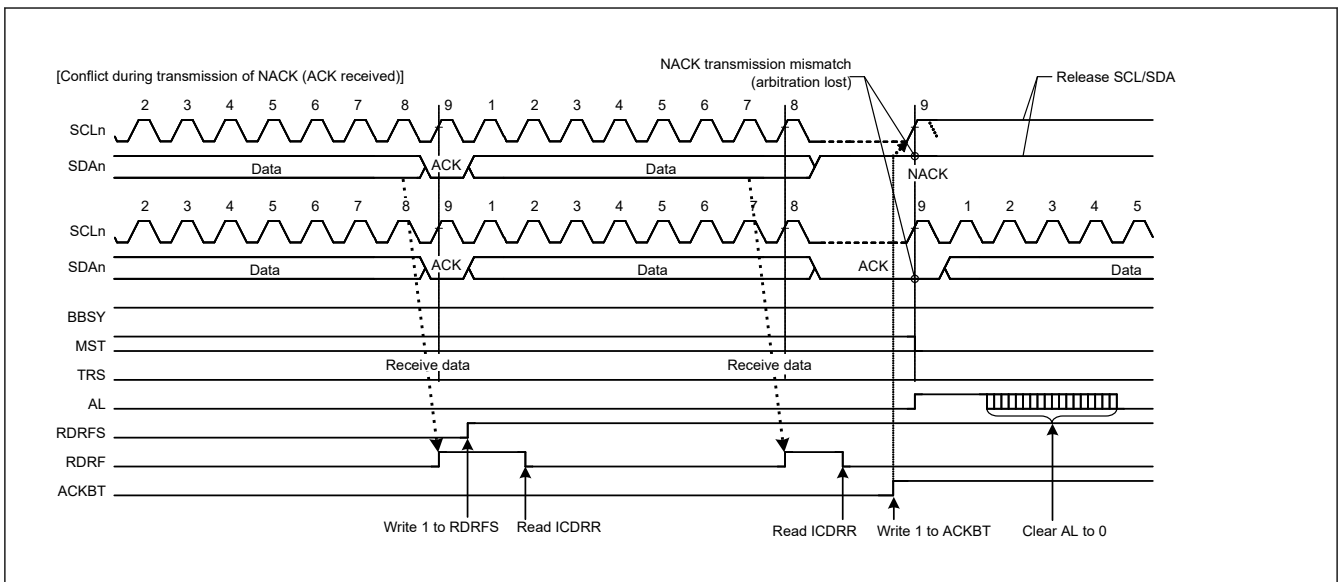 [Conflict during transmission of NACK (ACK received)]
NACK transmission mismatch
(arbitration lost)
Release SCL/SDA
2 3 4 5 6 7 8 9 1 2 3 4 5 6 7 8 9
SCLn
SDAn Data ACK Data NACK
2 3 4 5 6 7 8 9 1 2 3 4 5 6 7 8 9 1 2 3 4 5
SCLn
SDAn Data ACK Data ACK Data
BBSY
MST
Receive data Receive data
TRS
AL
RDRFS
RDRF
ACKBT
Write 1 to RDRFS Read ICDRR Read ICDRR Write 1 to ACKBT Clear AL to 0